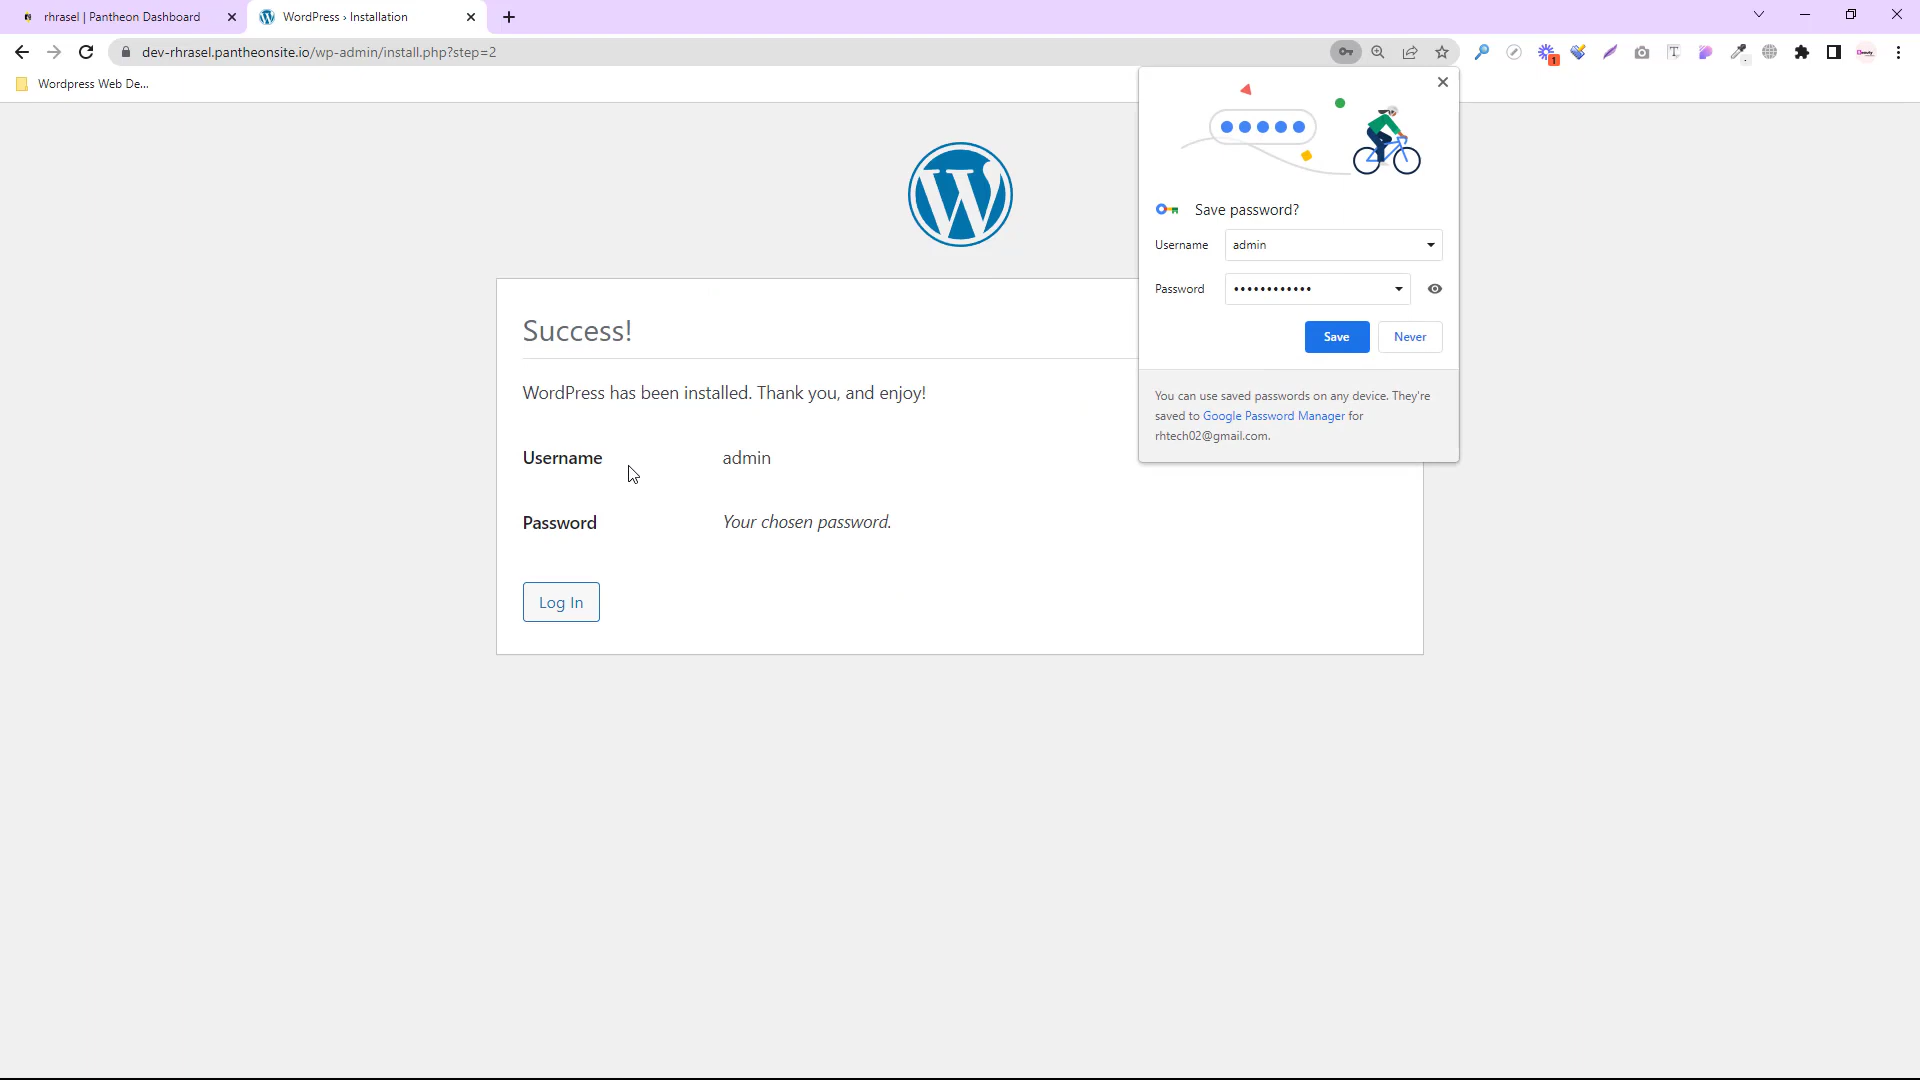 rhrasel | Pantheon Dashboard
WordPress › Installation
dev-rhrasel.pantheonsite.io/wp-admin/install.php?step=2
1
Wordpress Web De...
Save password?
Username
admin
Password
••••••••••••
Save
Never
You can use saved passwords on any device. They're
saved to Google Password Manager for
rhtech02@gmail.com.
Success!
WordPress has been installed. Thank you, and enjoy!
Username
admin
Password
Your chosen password.
Log In